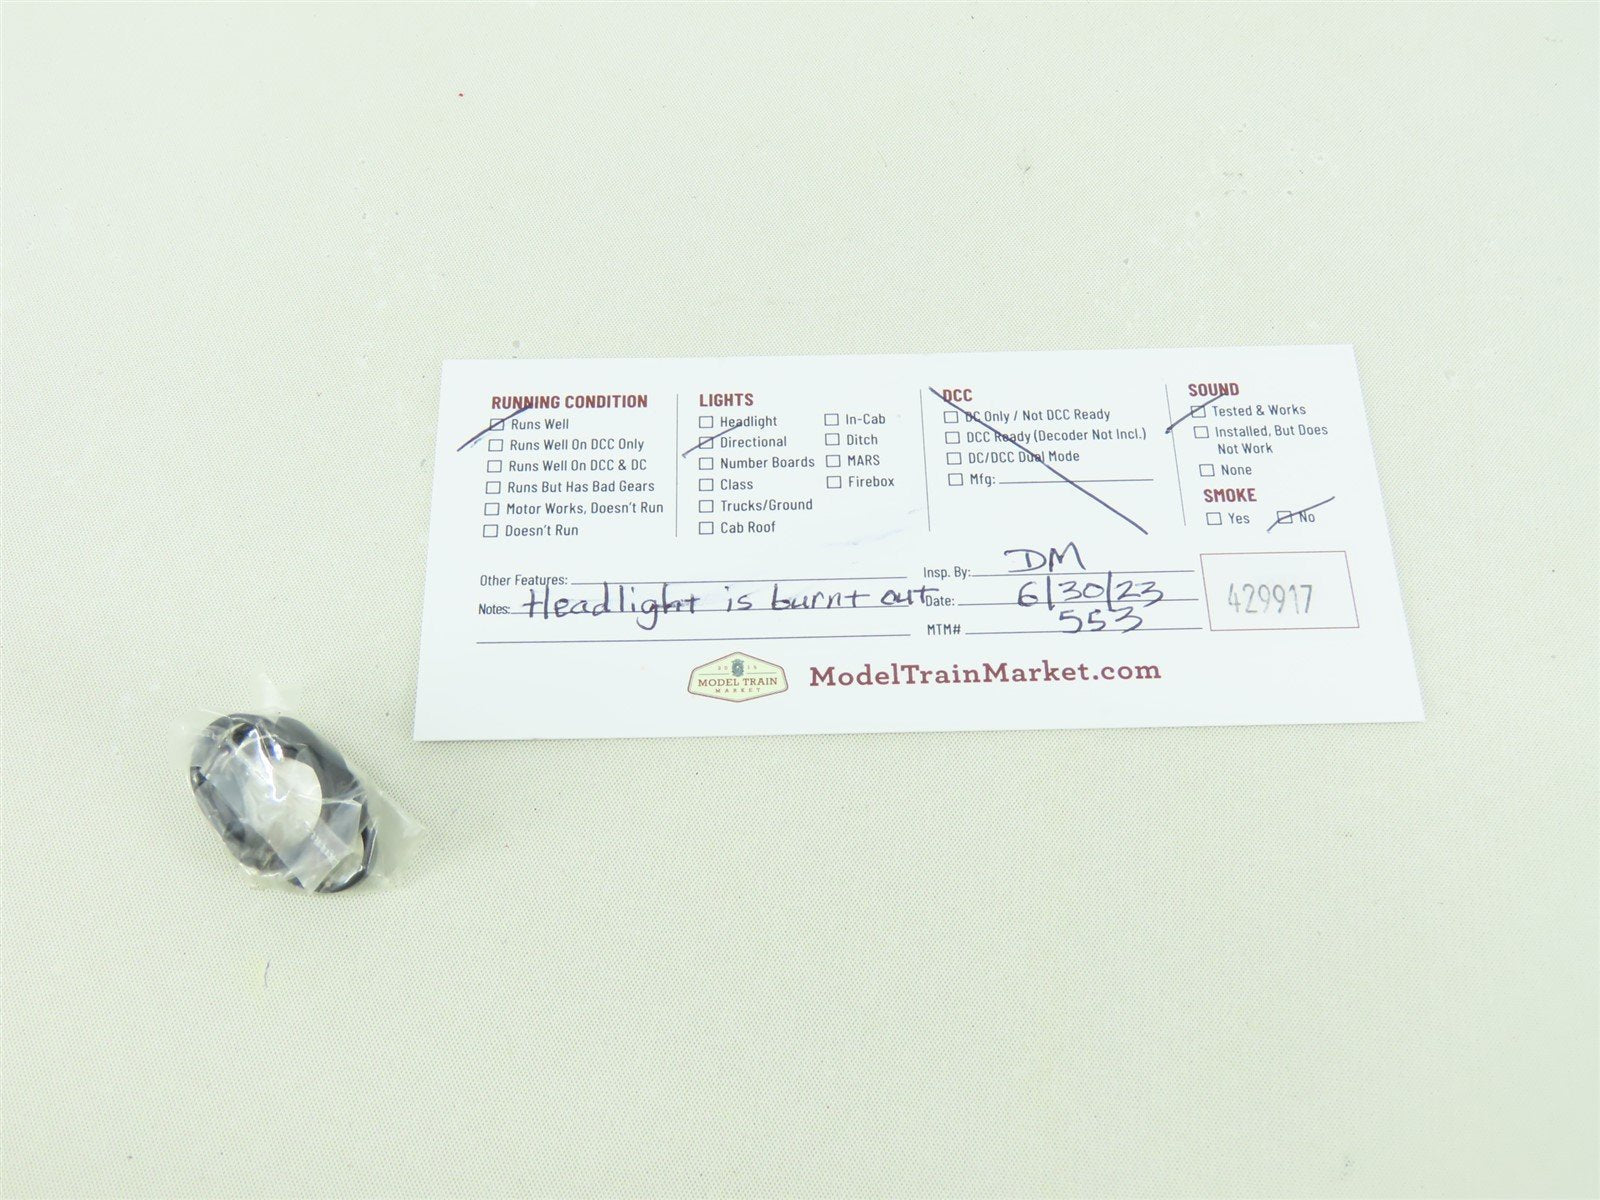 RUNNING CONDITION
Runs Well
Runs Well On DCC Only
Runs Well On DCC & DC
Runs But Has Bad Gears
Motor Works, Doesn't Run
Doesn't Run
LIGHTS
Headlight
Directional
Number Boards
Class
Trucks/Ground
Cab Roof
In-Cab
Ditch
MARS
Firebox
DCC
DC Only / Not DCC Ready
DCC Ready (Decoder Not Incl.)
DC/DCC Dual Mode
Mfg:
SOUND
Tested & Works
Installed, But Does
Not Work
None
SMOKE
Yes No
Other Features:
Notes: Headlight is burnt out
Insp. By: DM
Date: 6/30/23
MTM# 553
429917
2015
MODEL TRAIN
MARKET
ModelTrainMarket.com